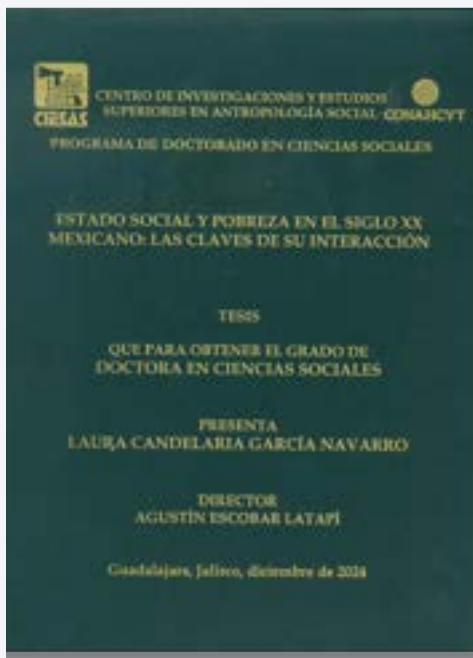 CIESAS
CENTRO DE INVESTIGACIONES Y ESTUDIOS
SUPERIORES EN ANTROPOLOGÍA SOCIAL
CONAHCYT
PROGRAMA DE DOCTORADO EN CIENCIAS SOCIALES
ESTADO SOCIAL Y POBREZA EN EL SIGLO XX
MEXICANO: LAS CLAVES DE SU INTERACCIÓN
TESIS
QUE PARA OBTENER EL GRADO DE
DOCTORA EN CIENCIAS SOCIALES
PRESENTA
LAURA CANDELARIA GARCÍA NAVARRO
DIRECTOR
AGUSTÍN ESCOBAR LATAPÍ
Guadalajara, Jalisco, diciembre de 2024